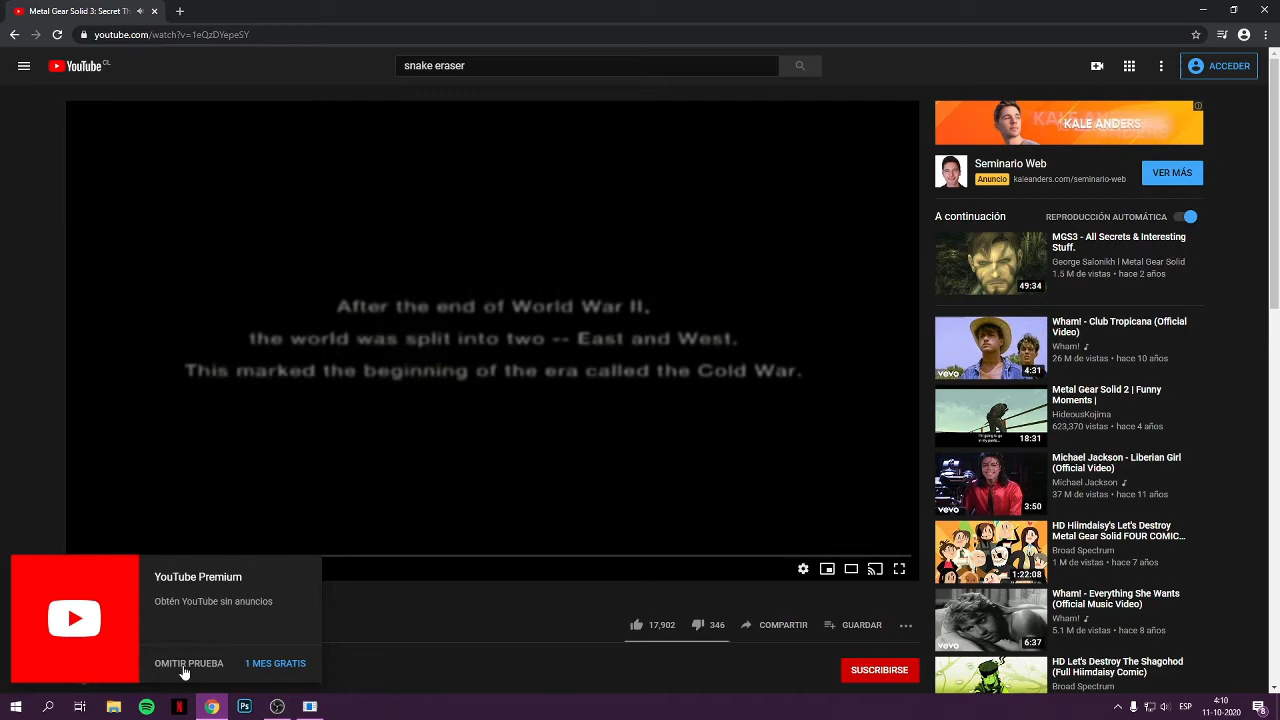 Metal Gear Solid 3: Secret Th
youtube.com/watch?v=1eQzDYepeSY
YouTube CL
snake eraser
ACCEDER
After the end of World War II,
the world was split into two -- East and West.
This marked the beginning of the era called the Cold War.
KALE ANDERS
Seminario Web
Anuncio kaleanders.com/seminario-web
VER MÁS
A continuación
REPRODUCCIÓN AUTOMÁTICA
MGS3 - All Secrets & Interesting
Stuff.
George Salonikh | Metal Gear Solid
1.5 M de vistas • hace 2 años
49:34
Wham! - Club Tropicana (Official
Video)
Wham!
26 M de vistas • hace 10 años
vevo
4:31
Metal Gear Solid 2 | Funny
Moments |
HideousKojima
623,370 vistas • hace 4 años
18:31
Michael Jackson - Liberian Girl
(Official Video)
Michael Jackson
37 M de vistas • hace 11 años
vevo
3:50
HD Hiimdaisy's Let's Destroy
Metal Gear Solid FOUR COMIC...
Broad Spectrum
1 M de vistas • hace 7 años
1:22:08
Wham! - Everything She Wants
(Official Music Video)
Wham!
5.1 M de vistas • hace 8 años
vevo
6:37
HD Let's Destroy The Shagohod
(Full Hiimdaisy Comic)
Broad Spectrum
YouTube Premium
Obtén YouTube sin anuncios
OMITIR PRUEBA
1 MES GRATIS
17,902
346
COMPARTIR
GUARDAR
SUSCRIBIRSE
N
Ps
ESP
4:10
11-10-2020
8